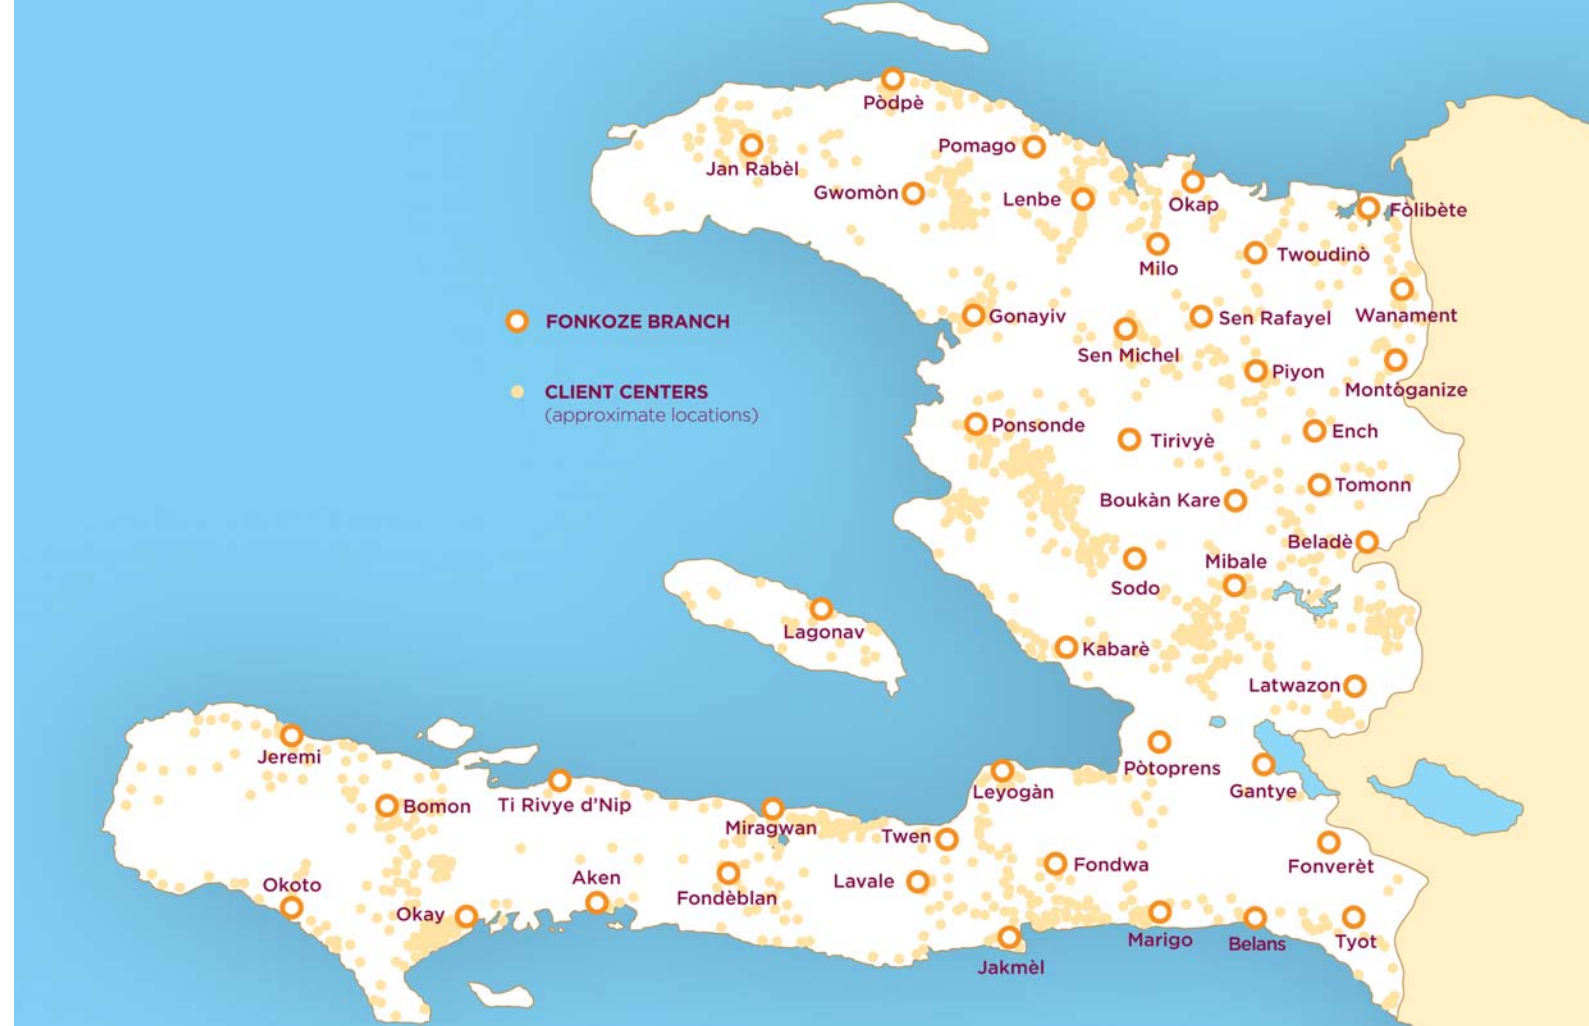 Pòdpè
Pomago
Jan Rabèl
Gwomòn
Lenbe
Okap
Fòlibète
Milo
Twoudinò
FONKOZE BRANCH
Gonayiv
Sen Rafayel
Wanament
Sen Michel
Piyon
Montòganize
CLIENT CENTERS
(approximate locations)
Ponsonde
Tirivyè
Ench
Boukàn Kare
Tomonn
Beladè
Mibale
Sodo
Lagonav
Kabarè
Latwazon
Jeremi
Pòtoprens
Leyogàn
Gantye
Bomon
Ti Rivye d'Nip
Miragwan
Twen
Fondwa
Fonverèt
Okoto
Aken
Fondèblan
Lavale
Okay
Marigo
Belans
Tyot
Jakmèl